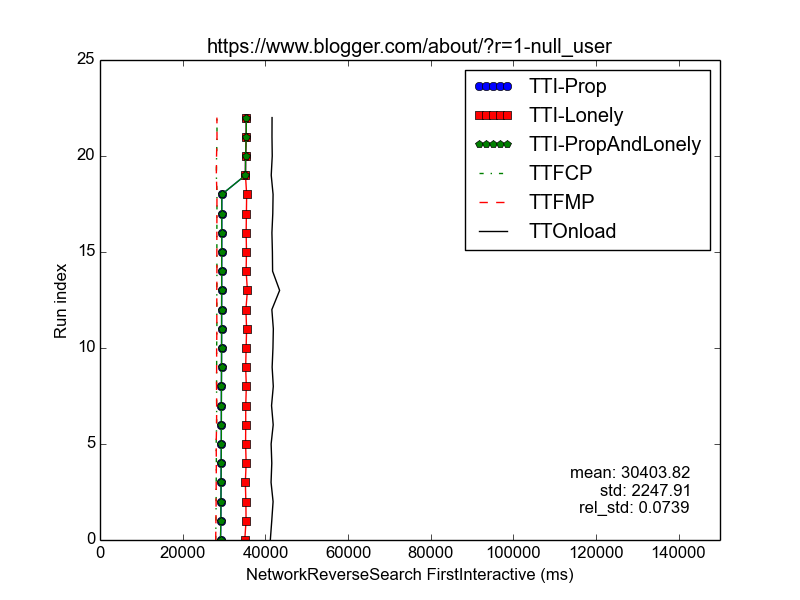 https://www.blogger.com/about/?r=1-null_user
25
20
15
10
5
0
Run index
TTI-Prop
TTI-Lonely
TTI-PropAndLonely
TTFCP
TTFMP
TTOnload
mean: 30403.82
std: 2247.91
rel_std: 0.0739
0 20000 40000 60000 80000 100000 120000 140000
NetworkReverseSearch FirstInteractive (ms)